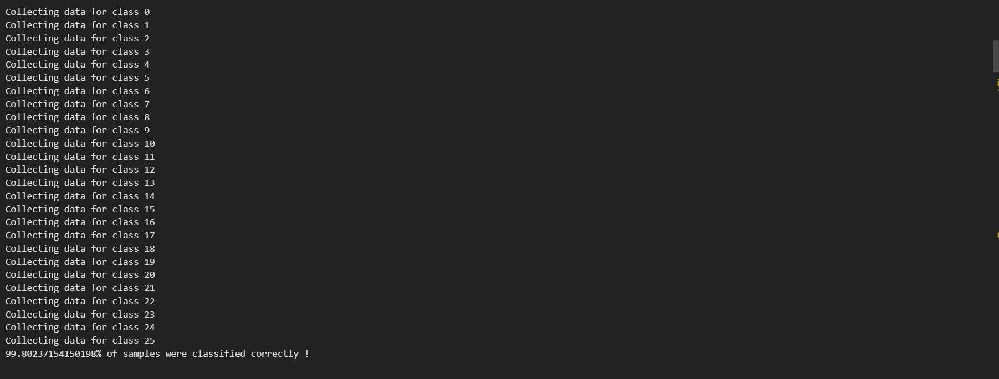 Collecting data for class 0
Collecting data for class 1
Collecting data for class 2
Collecting data for class 3
Collecting data for class 4
Collecting data for class 5
Collecting data for class 6
Collecting data for class 7
Collecting data for class 8
Collecting data for class 9
Collecting data for class 10
Collecting data for class 11
Collecting data for class 12
Collecting data for class 13
Collecting data for class 14
Collecting data for class 15
Collecting data for class 16
Collecting data for class 17
Collecting data for class 18
Collecting data for class 19
Collecting data for class 20
Collecting data for class 21
Collecting data for class 22
Collecting data for class 23
Collecting data for class 24
Collecting data for class 25
99.80237154150198% of samples were classified correctly !